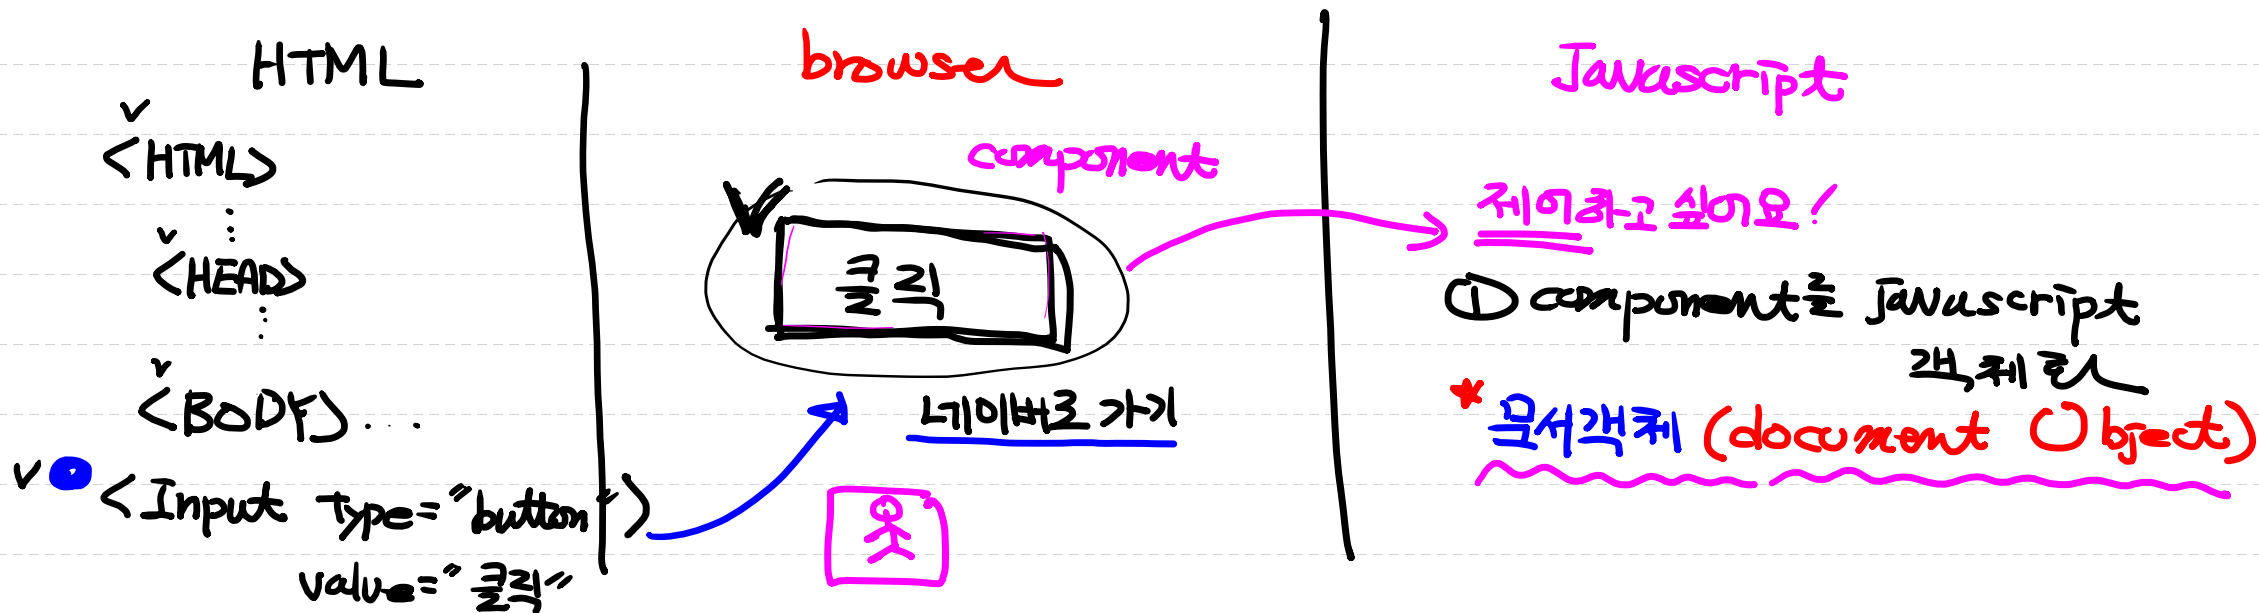 HTML
<HTML>
<HEAD>
<BODY> ...
<Input Type="button">
value="클릭"
browser
component
클릭
네이버로 가기
Javascript
제어하고 싶어요!
① component를 javascript
객체로
* 문서객체 (document Object)